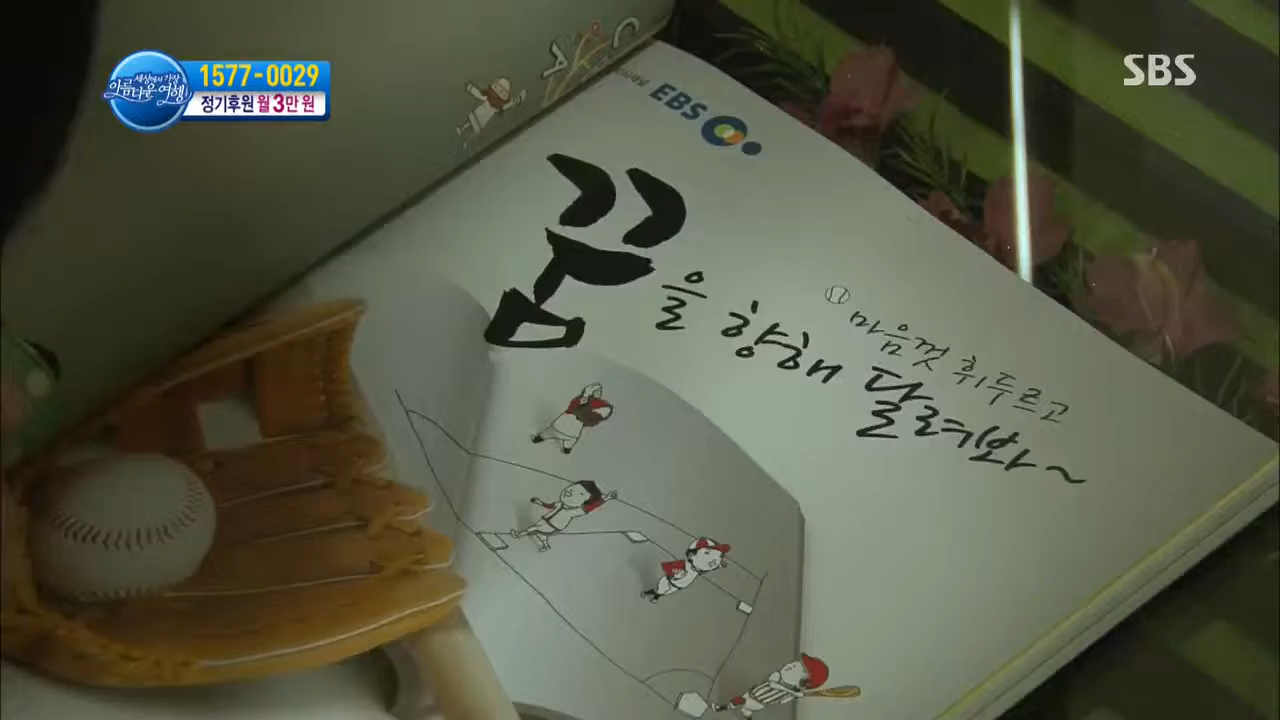 세상에서 가장
아름다운 여행
1577-0029
정기후원 월 3만 원
SBS
EBS
꿈을 향해 달려봐~
마음껏 휘두르고